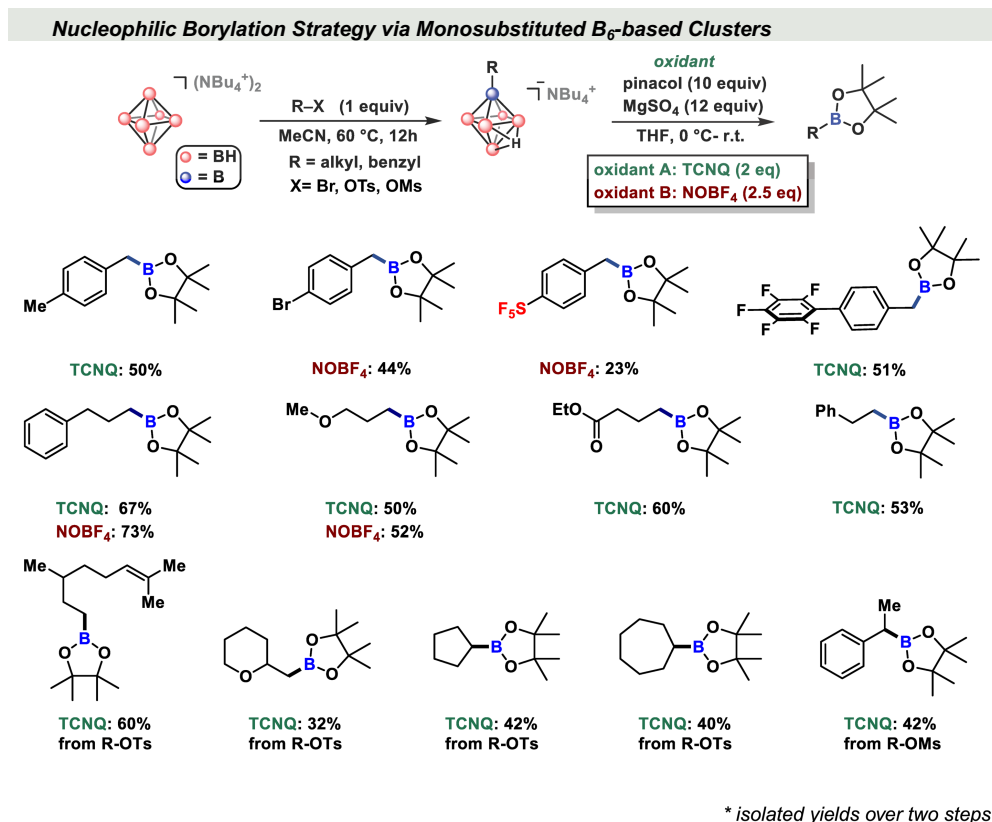 Nucleophilic Borylation Strategy via Monosubstituted B6-based Clusters
(NBu4+)2
= BH
= B
R–X (1 equiv)
MeCN, 60 °C, 12h
R = alkyl, benzyl
X= Br, OTs, OMs
R
H
– NBu4+
oxidant
pinacol (10 equiv)
MgSO4 (12 equiv)
THF, 0 °C- r.t.
oxidant A: TCNQ (2 eq)
oxidant B: NOBF4 (2.5 eq)
R B O O
Me B O O
TCNQ: 50%
Br B O O
NOBF4: 44%
F5S B O O
NOBF4: 23%
F F F F F B O O
TCNQ: 51%
B O O
TCNQ: 67%
NOBF4: 73%
Me O B O O
TCNQ: 50%
NOBF4: 52%
EtO O B O O
TCNQ: 60%
Ph B O O
TCNQ: 53%
Me Me Me B O O
TCNQ: 60%
from R-OTs
O B O O
TCNQ: 32%
from R-OTs
B O O
TCNQ: 42%
from R-OTs
B O O
TCNQ: 40%
from R-OTs
Me B O O
TCNQ: 42%
from R-OMs
* isolated yields over two steps